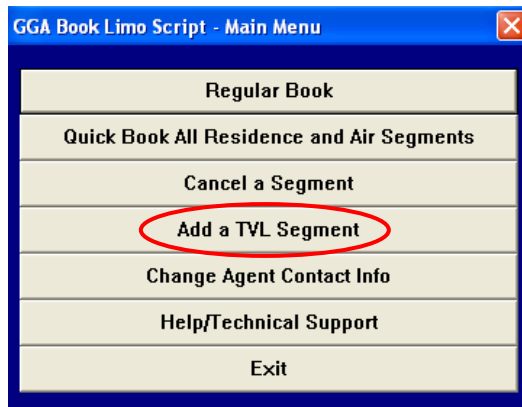 GGA Book Limo Script - Main Menu
Regular Book
Quick Book All Residence and Air Segments
Cancel a Segment
Add a TVL Segment
Change Agent Contact Info
Help/Technical Support
Exit